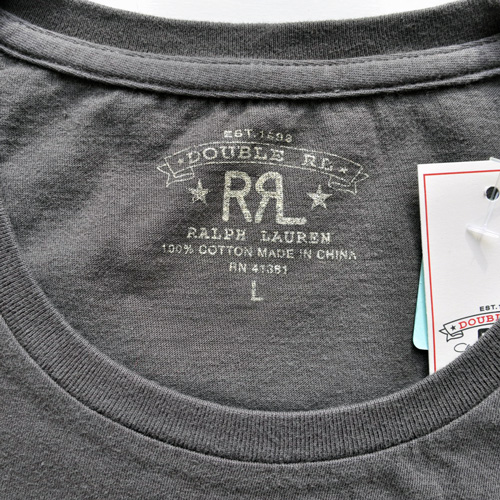 EST. 1993
DOUBLE RL
RRL
RALPH LAUREN
100% COTTON MADE IN CHINA
RN 41381
L
EST.
DOUBLE